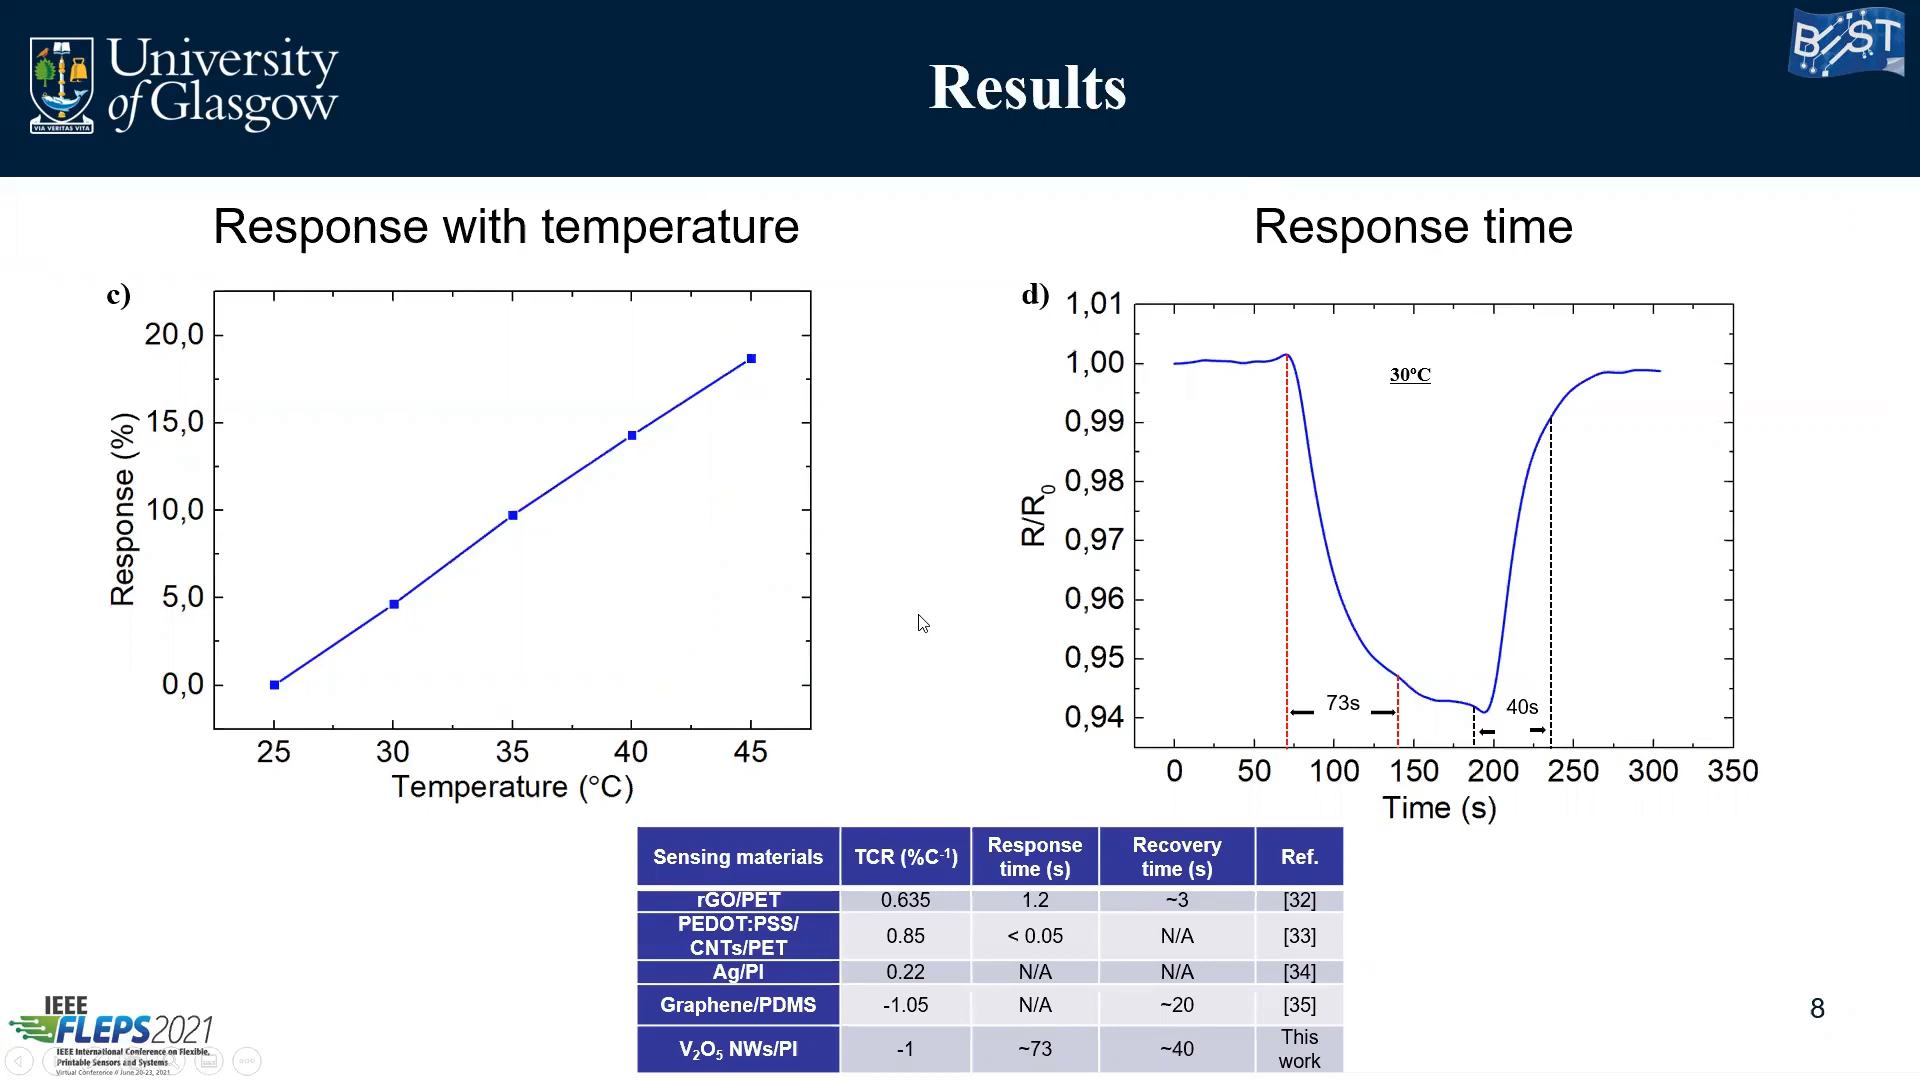 University
of Glasgow
VIA VERITAS VITA
Results
BEST
Response with temperature
Response time
c)
20,0
15,0
10,0
5,0
0,0
Response (%)
25 30 35 40 45
Temperature (°C)
d)
1,01
1,00
0,99
0,98
0,97
0,96
0,95
0,94
R/R0
30°C
73s
40s
0 50 100 150 200 250 300 350
Time (s)
Sensing materials TCR (%C-1) Response time (s) Recovery time (s) Ref.
rGO/PET 0.635 1.2 ~3 [32]
PEDOT:PSS/
CNTs/PET 0.85 < 0.05 N/A [33]
Ag/PI 0.22 N/A N/A [34]
Graphene/PDMS -1.05 N/A ~20 [35]
V2O5 NWs/PI -1 ~73 ~40 This work
IEEE
FLEPS 2021
IEEE International Conference on Flexible,
Printable Sensors and Systems
Virtual Conference // June 20-23, 2021
8